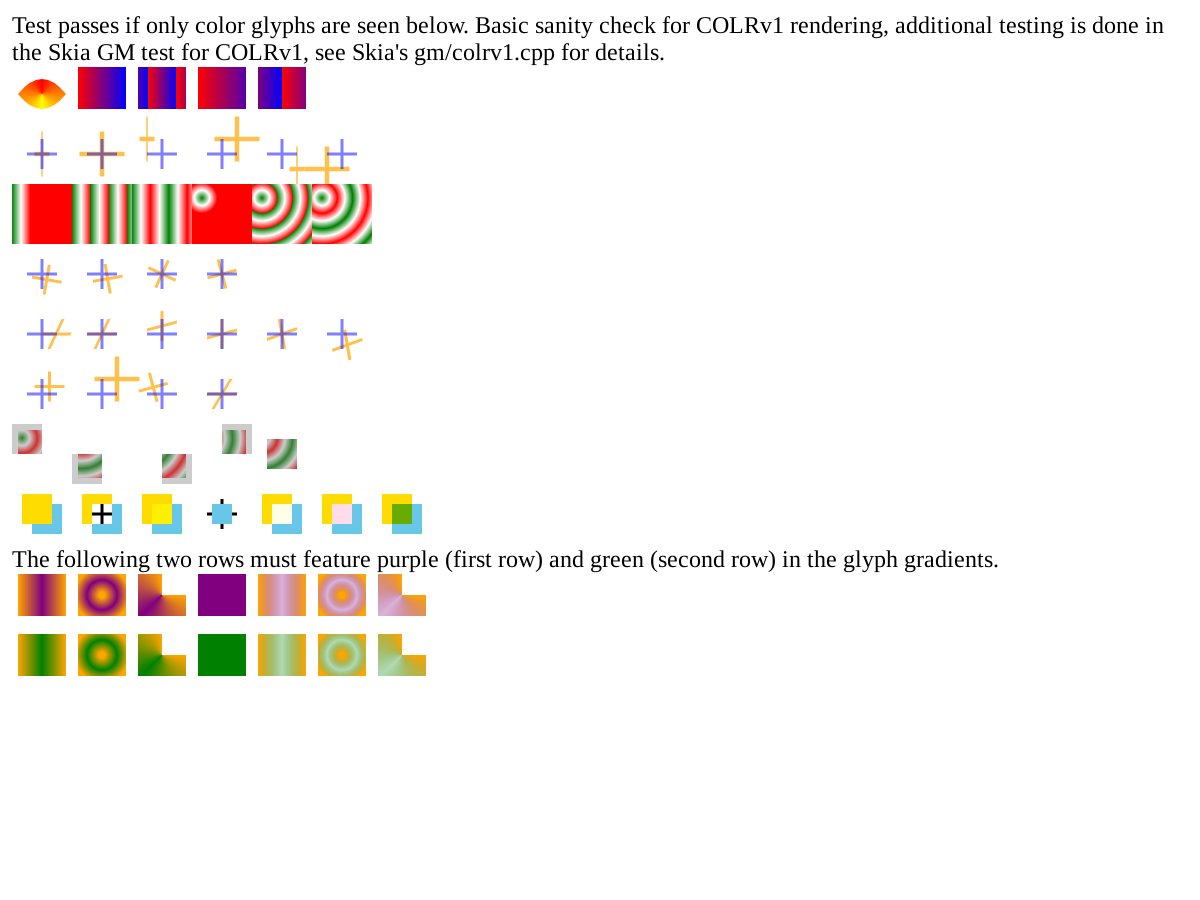 Test passes if only color glyphs are seen below. Basic sanity check for COLRv1 rendering, additional testing is done in
the Skia GM test for COLRv1, see Skia's gm/colrv1.cpp for details.
The following two rows must feature purple (first row) and green (second row) in the glyph gradients.